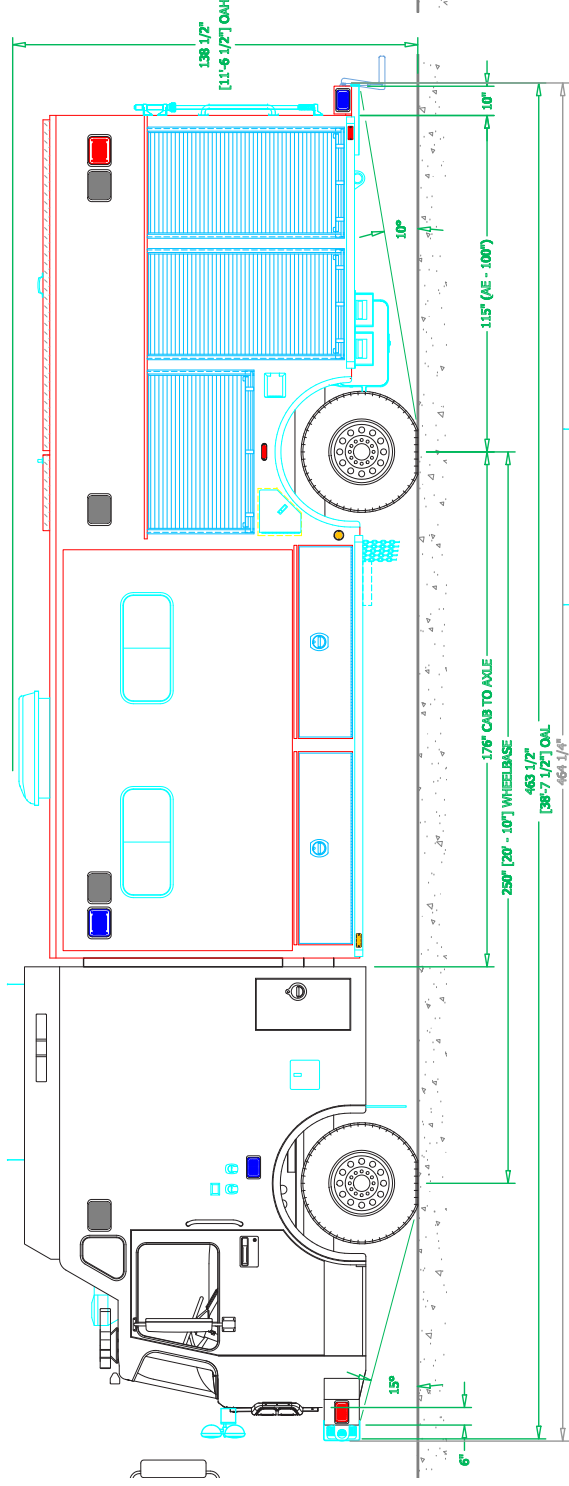 138 1/2"
[11'-6 1/2"] OAH
10"
10°
115" (AE - 100")
176" CAB TO AXLE
250" [20' - 10"] WHEELBASE
463 1/2"
[38'-7 1/2"] OAL
464 1/4"
15°
6"